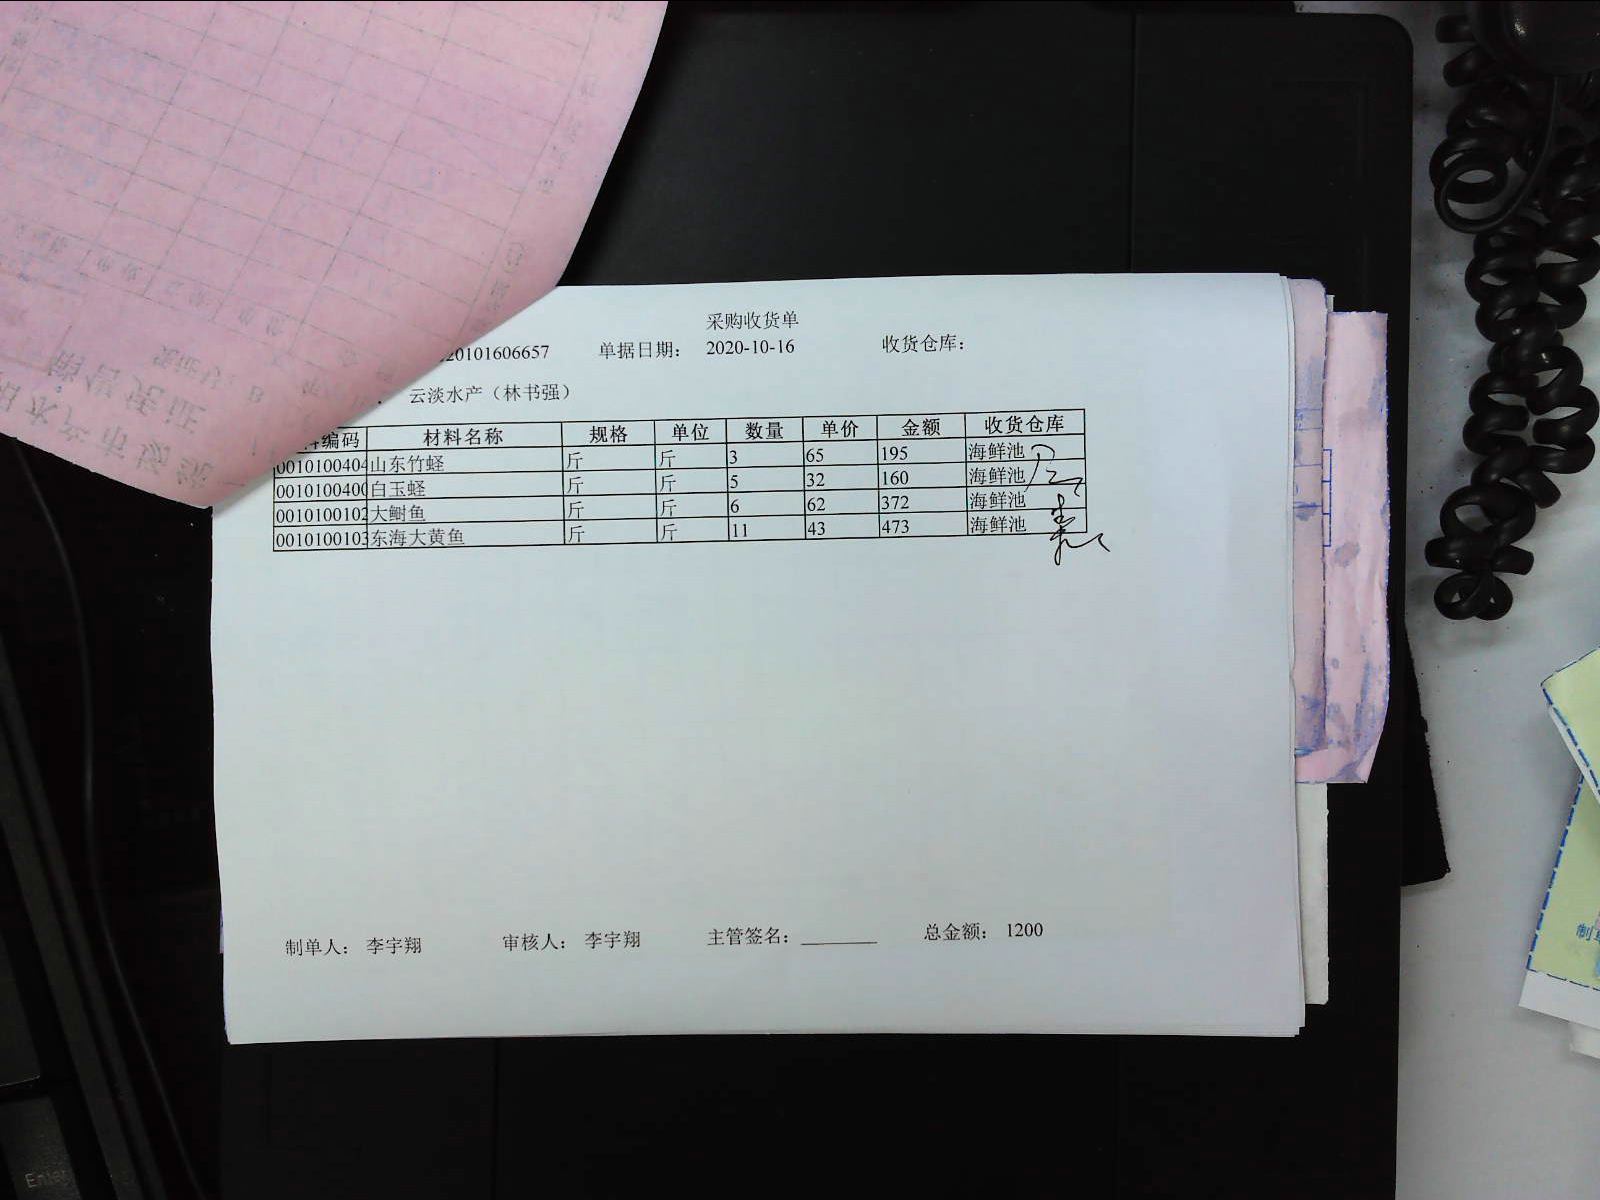 采购收货单
20101606657 单据日期： 2020-10-16 收货仓库：
云淡水产（林书强）
编码 材料名称 规格 单位 数量 单价 金额 收货仓库
0010100404 山东竹蛏 斤 斤 3 65 195 海鲜池
0010100400 白玉蛏 斤 斤 5 32 160 海鲜池
0010100102 大鲥鱼 斤 斤 6 62 372 海鲜池
0010100103 东海大黄鱼 斤 斤 11 43 473 海鲜池
制单人： 李宇翔 审核人： 李宇翔 主管签名： 总金额： 1200
Enter